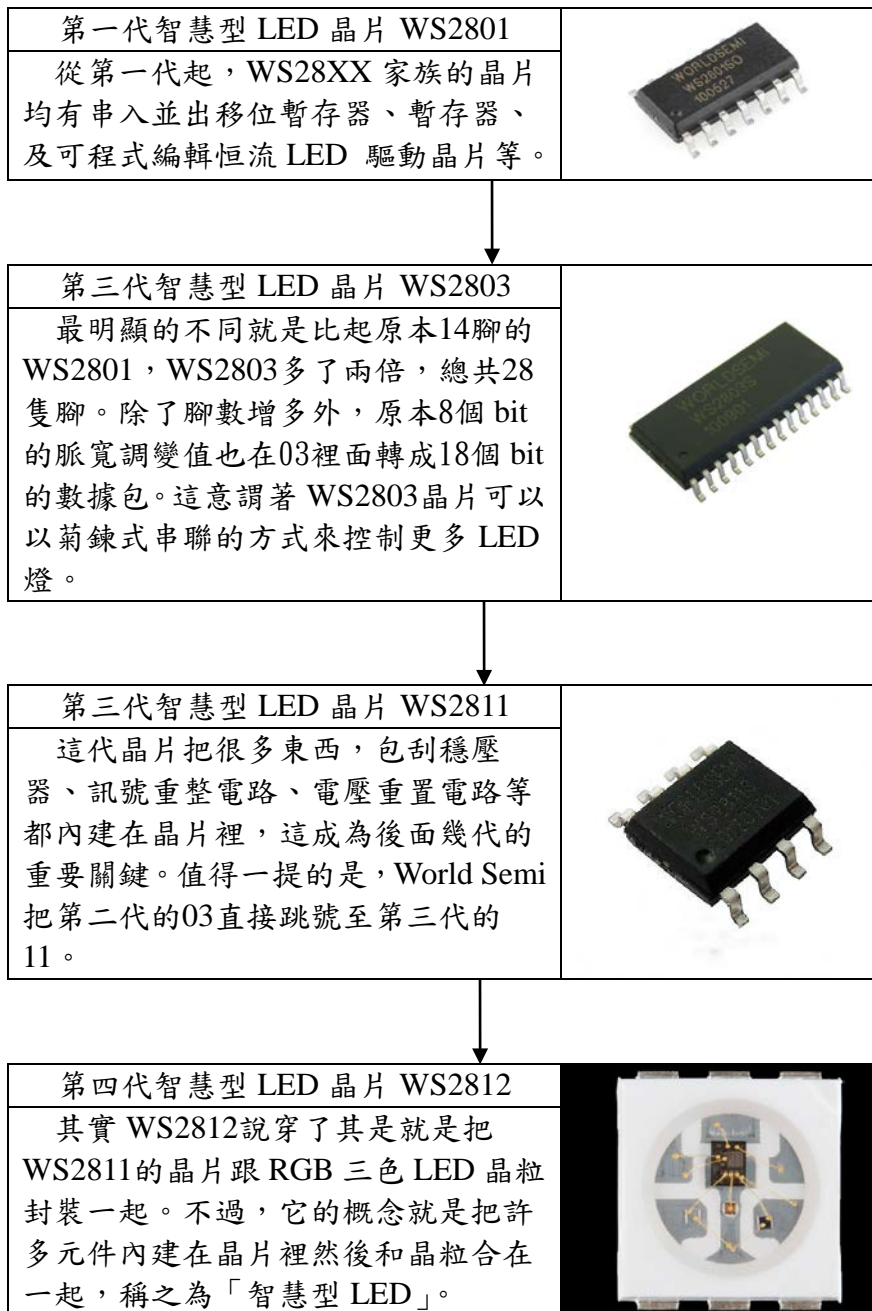 第一代智慧型 LED 晶片 WS2801
從第一代起，WS28XX 家族的晶片
均有串入並出移位暫存器、暫存器、
及可程式編輯恒流 LED 驅動晶片等。
WORLDSEMI
WS2801SO
100527
第三代智慧型 LED 晶片 WS2803
最明顯的不同就是比起原本14腳的
WS2801，WS2803多了兩倍，總共28
隻腳。除了腳數增多外，原本8個 bit
的脈寬調變值也在03裡面轉成18個 bit
的數據包。這意謂著 WS2803晶片可以
以菊鍊式串聯的方式來控制更多 LED
燈。
WORLDSEMI
WS2803S
第三代智慧型 LED 晶片 WS2811
這代晶片把很多東西，包刮穩壓
器、訊號重整電路、電壓重置電路等
都內建在晶片裡，這成為後面幾代的
重要關鍵。值得一提的是，World Semi
把第二代的03直接跳號至第三代的
11。
第四代智慧型 LED 晶片 WS2812
其實 WS2812說穿了其是就是把
WS2811的晶片跟 RGB 三色 LED 晶粒
封裝一起。不過，它的概念就是把許
多元件內建在晶片裡然後和晶粒合在
一起，稱之為「智慧型 LED」。